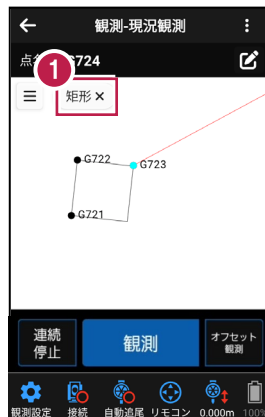 観測-現況観測
点名 G724
1
矩形 ×
G722
G723
G721
連続
停止
観測
オフセット
観測
観測設定 接続 自動追尾 リモコン 0.000m 100%